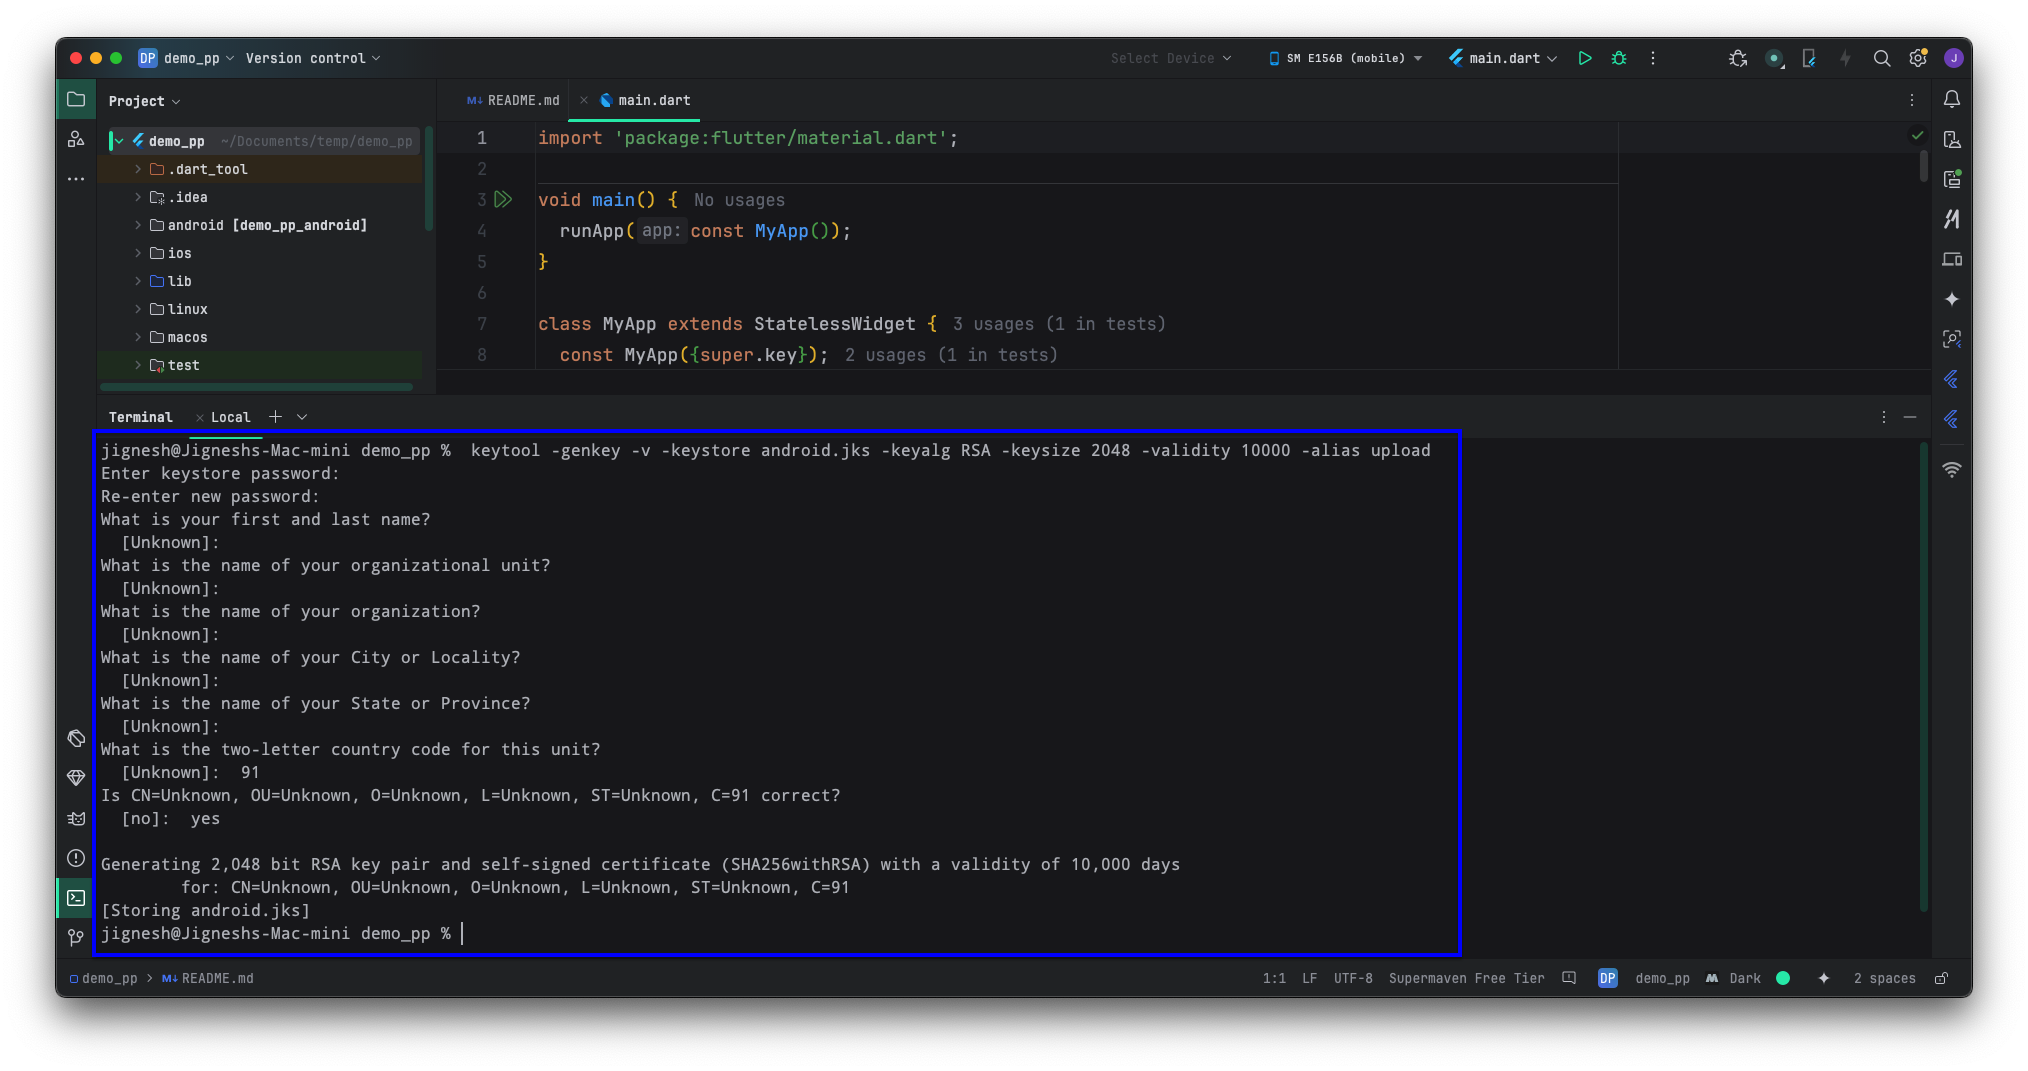 DP demo_pp Version control Select Device SM E156B (mobile) main.dart J
Project
demo_pp ~/Documents/temp/demo_pp
.dart_tool
.idea
android [demo_pp_android]
ios
lib
linux
macos
test
M↓ README.md main.dart
1 import 'package:flutter/material.dart';
2
3 void main() { No usages
4 runApp(app: const MyApp());
5 }
6
7 class MyApp extends StatelessWidget { 3 usages (1 in tests)
8 const MyApp({super.key}); 2 usages (1 in tests)
Terminal Local
jignesh@Jigneshs-Mac-mini demo_pp %  keytool -genkey -v -keystore android.jks -keyalg RSA -keysize 2048 -validity 10000 -alias upload
Enter keystore password:
Re-enter new password:
What is your first and last name?
  [Unknown]:
What is the name of your organizational unit?
  [Unknown]:
What is the name of your organization?
  [Unknown]:
What is the name of your City or Locality?
  [Unknown]:
What is the name of your State or Province?
  [Unknown]:
What is the two-letter country code for this unit?
  [Unknown]:  91
Is CN=Unknown, OU=Unknown, O=Unknown, L=Unknown, ST=Unknown, C=91 correct?
  [no]:  yes
Generating 2,048 bit RSA key pair and self-signed certificate (SHA256withRSA) with a validity of 10,000 days
        for: CN=Unknown, OU=Unknown, O=Unknown, L=Unknown, ST=Unknown, C=91
[Storing android.jks]
jignesh@Jigneshs-Mac-mini demo_pp %
demo_pp > M↓ README.md 1:1 LF UTF-8 Supermaven Free Tier DP demo_pp Dark 2 spaces